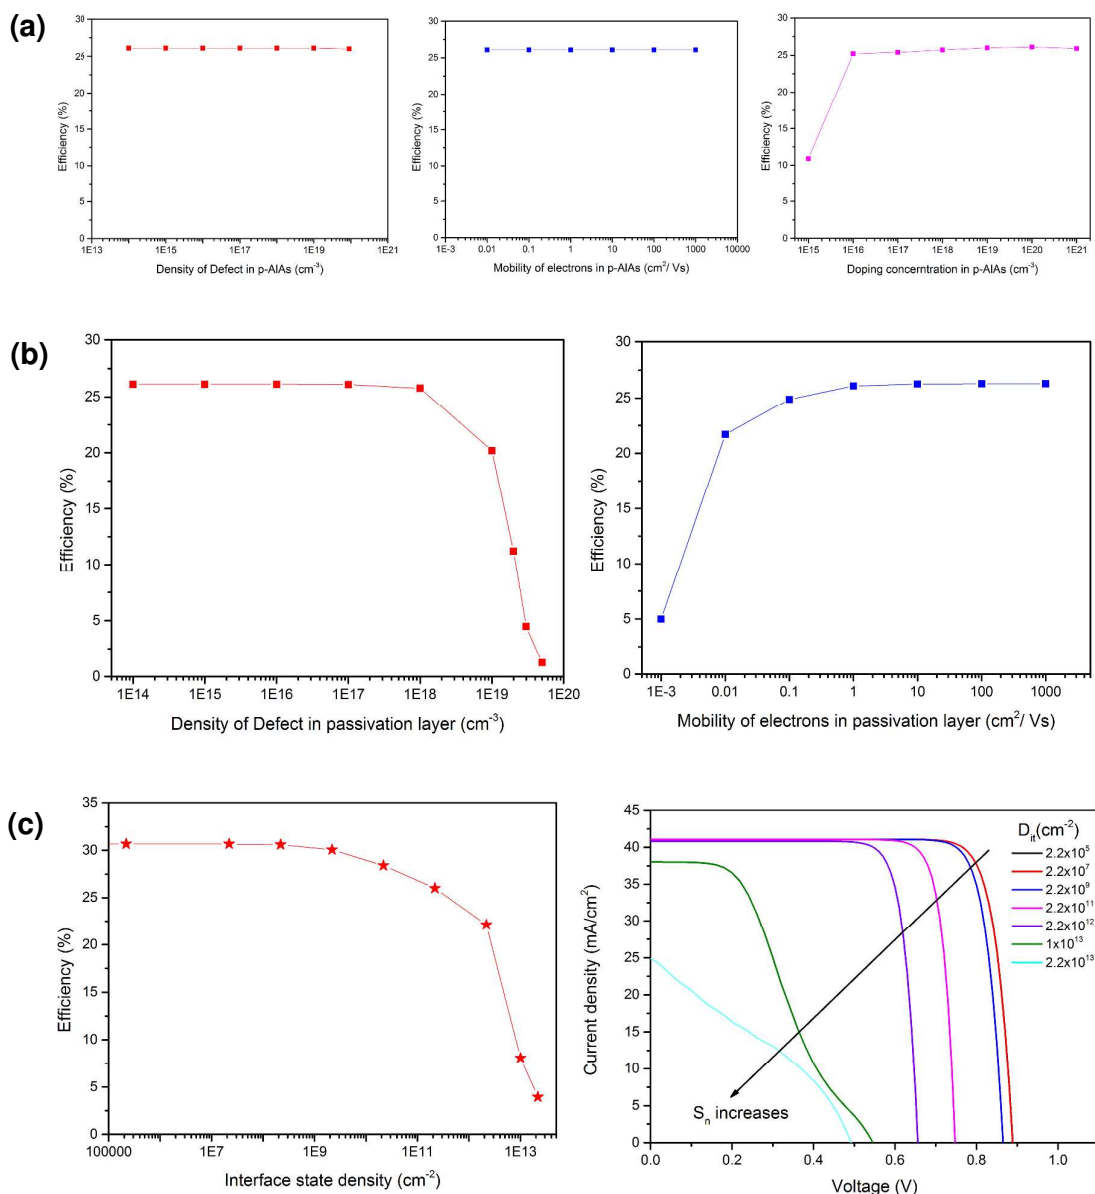 (a)
30
25
20
15
10
5
0
Efficiency (%)
1E13 1E15 1E17 1E19 1E21
Density of Defect in p-AlAs (cm⁻³)
30
25
20
15
10
5
0
Efficiency (%)
1E-3 0.01 0.1 1 10 100 1000 10000
Mobility of electrons in p-AlAs (cm²/ Vs)
30
25
20
15
10
5
0
Efficiency (%)
1E15 1E16 1E17 1E18 1E19 1E20 1E21
Doping concerntration in p-AlAs (cm⁻³)
(b)
30
25
20
15
10
5
0
Efficiency (%)
1E14 1E15 1E16 1E17 1E18 1E19 1E20
Density of Defect in passivation layer (cm⁻³)
30
25
20
15
10
5
0
Efficiency (%)
1E-3 0.01 0.1 1 10 100 1000
Mobility of electrons in passivation layer (cm²/ Vs)
(c)
35
30
25
20
15
10
5
0
Efficiency (%)
100000 1E7 1E9 1E11 1E13
Interface state density (cm⁻²)
45
40
35
30
25
20
15
10
5
0
Current density (mA/cm²)
D_it(cm⁻²)
2.2x10⁵
2.2x10⁷
2.2x10⁹
2.2x10¹¹
2.2x10¹²
1x10¹³
2.2x10¹³
S_n increases
0.0 0.2 0.4 0.6 0.8 1.0
Voltage (V)